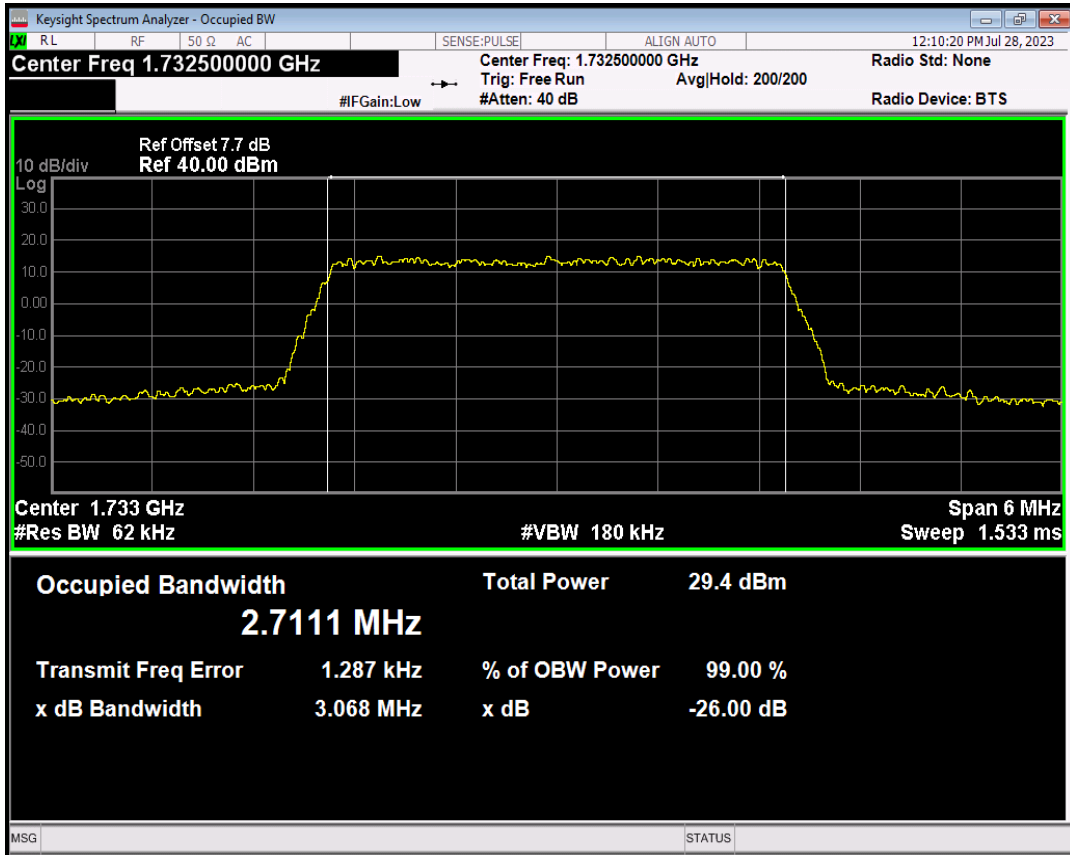 Keysight Spectrum Analyzer - Occupied BW
LXI RL RF 50 Ω AC SENSE:PULSE ALIGN AUTO 12:10:20 PM Jul 28, 2023
Center Freq 1.732500000 GHz Center Freq: 1.732500000 GHz Radio Std: None
Trig: Free Run Avg|Hold: 200/200
#IFGain:Low #Atten: 40 dB Radio Device: BTS
Ref Offset 7.7 dB
10 dB/div Ref 40.00 dBm
Log
30.0
20.0
10.0
0.00
-10.0
-20.0
-30.0
-40.0
-50.0
Center 1.733 GHz Span 6 MHz
#Res BW 62 kHz #VBW 180 kHz Sweep 1.533 ms
Occupied Bandwidth Total Power 29.4 dBm
2.7111 MHz
Transmit Freq Error 1.287 kHz % of OBW Power 99.00 %
x dB Bandwidth 3.068 MHz x dB -26.00 dB
MSG STATUS